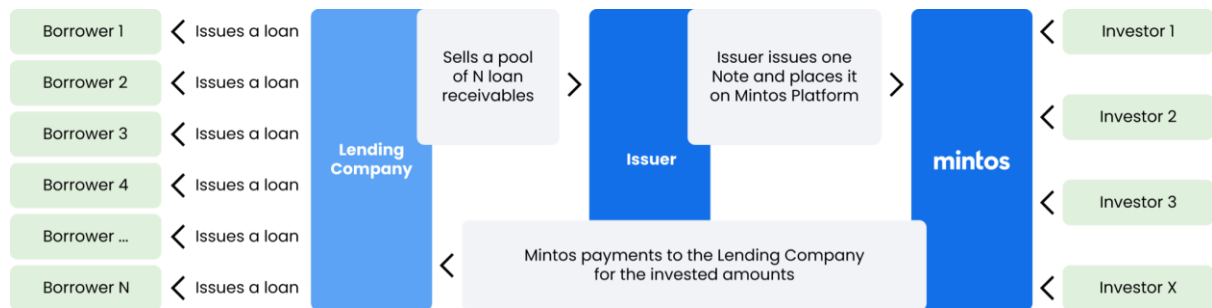 Borrower 1
Issues a loan
Borrower 2
Issues a loan
Borrower 3
Issues a loan
Borrower 4
Issues a loan
Borrower ...
Issues a loan
Borrower N
Issues a loan
Lending
Company
Sells a pool
of N loan
receivables
Issuer
Issuer issues one
Note and places it
on Mintos Platform
mintos
Mintos payments to the Lending Company
for the invested amounts
Investor 1
Investor 2
Investor 3
Investor X